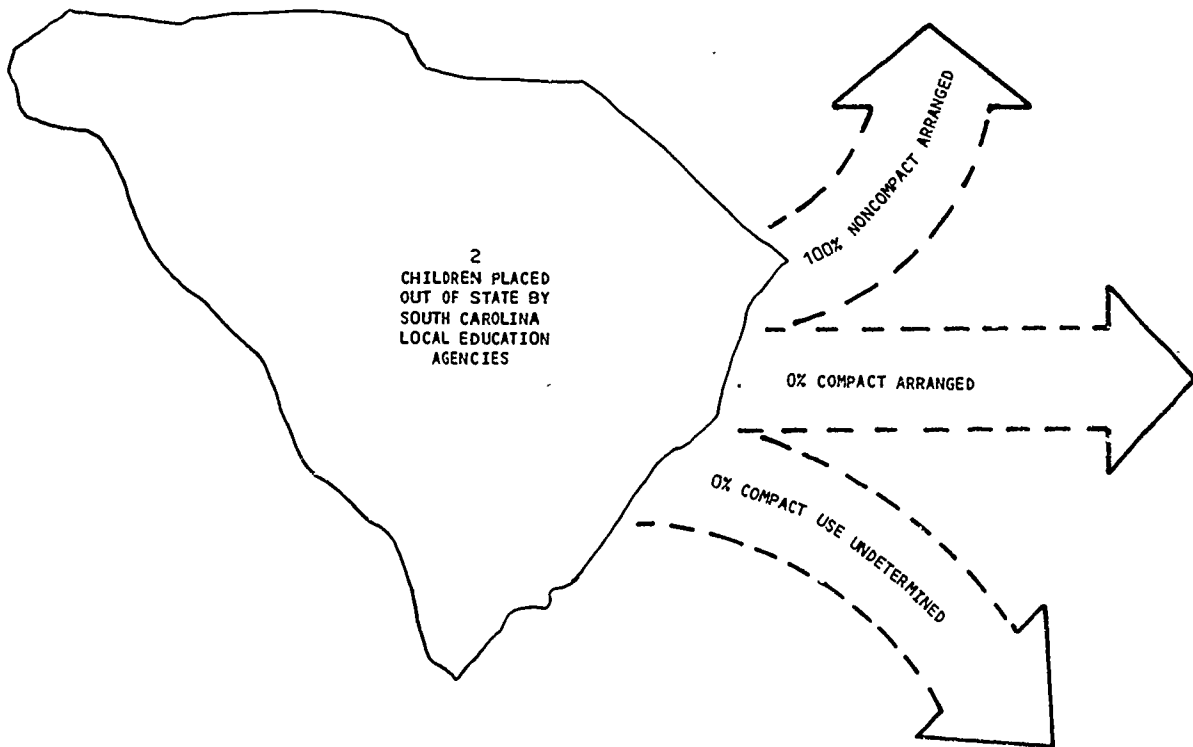 2
CHILDREN PLACED
OUT OF STATE BY
SOUTH CAROLINA
LOCAL EDUCATION
AGENCIES
100% NONCOMPACT ARRANGED
0% COMPACT ARRANGED
0% COMPACT USE UNDETERMINED